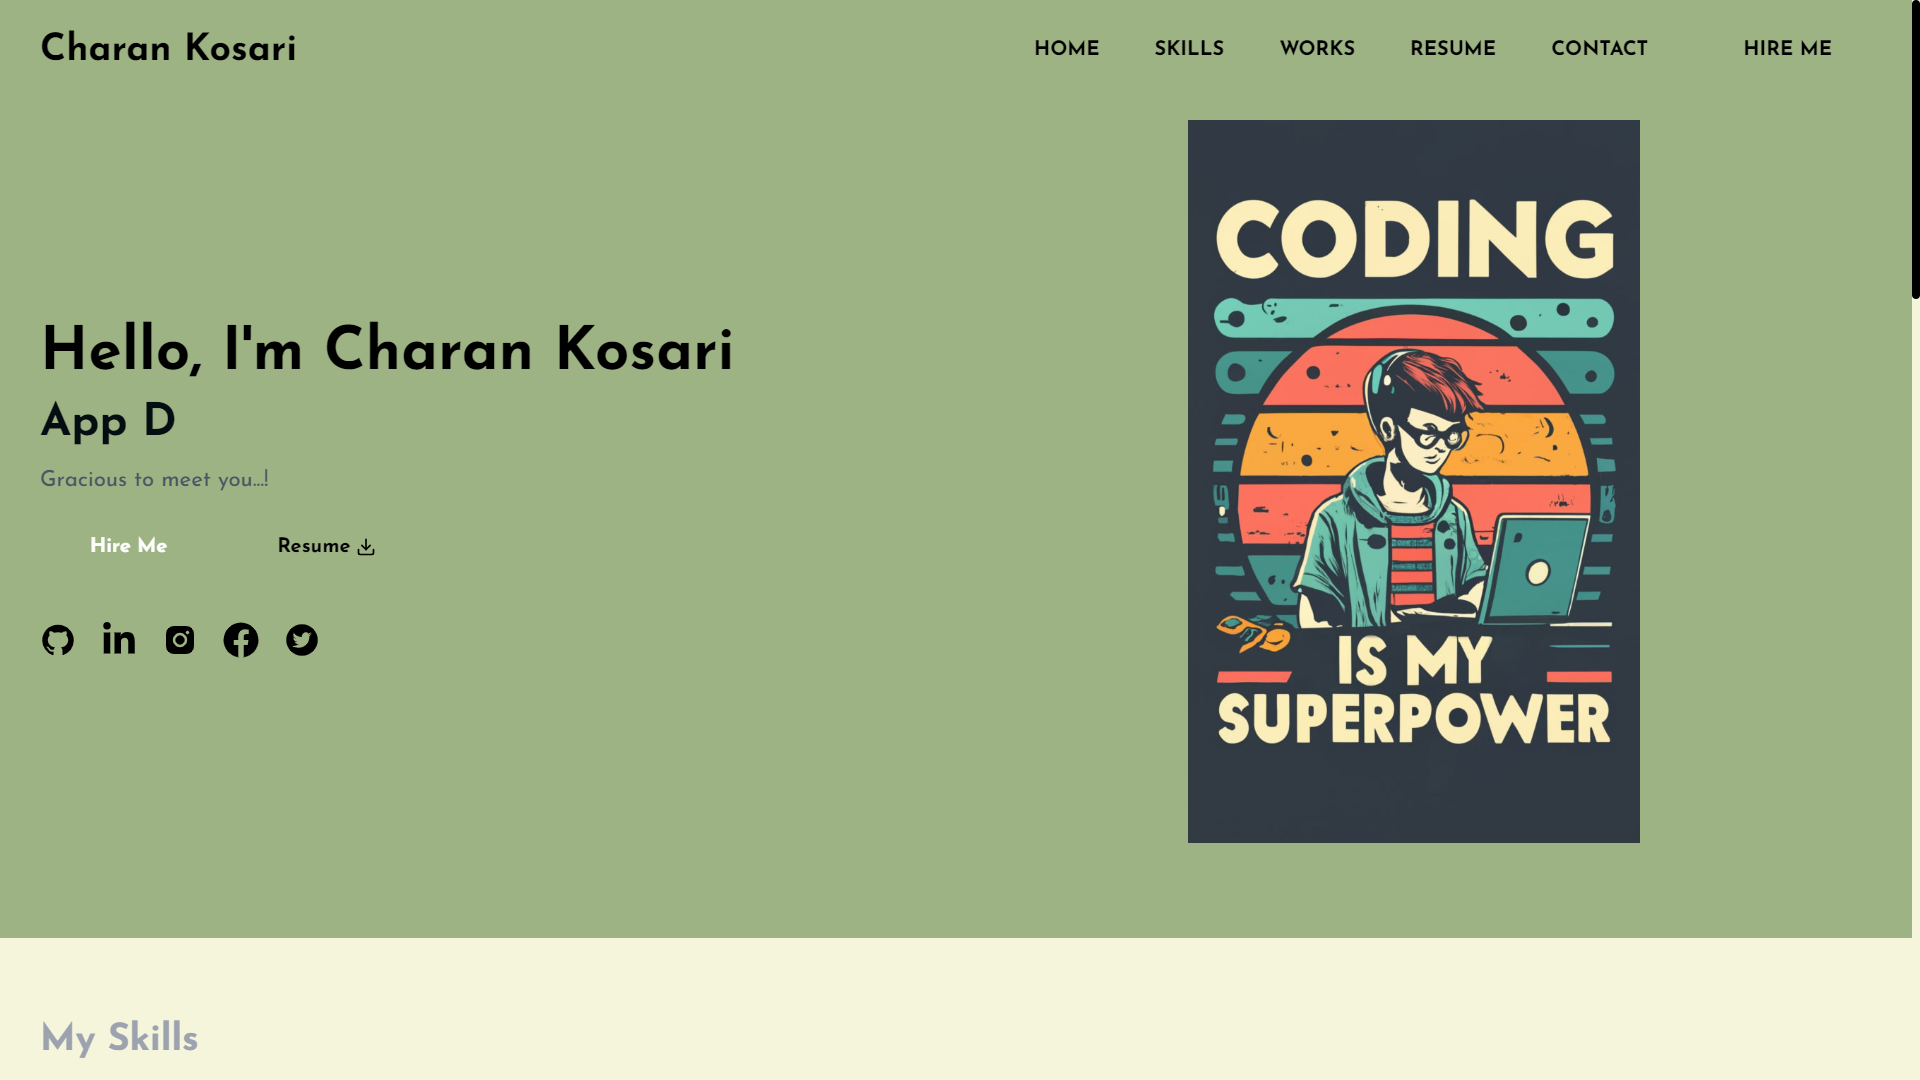 Charan Kosari
HOME SKILLS WORKS RESUME CONTACT HIRE ME
Hello, I'm Charan Kosari
App D
Gracious to meet you...!
Hire Me Resume
in
CODING
IS MY
SUPERPOWER
My Skills